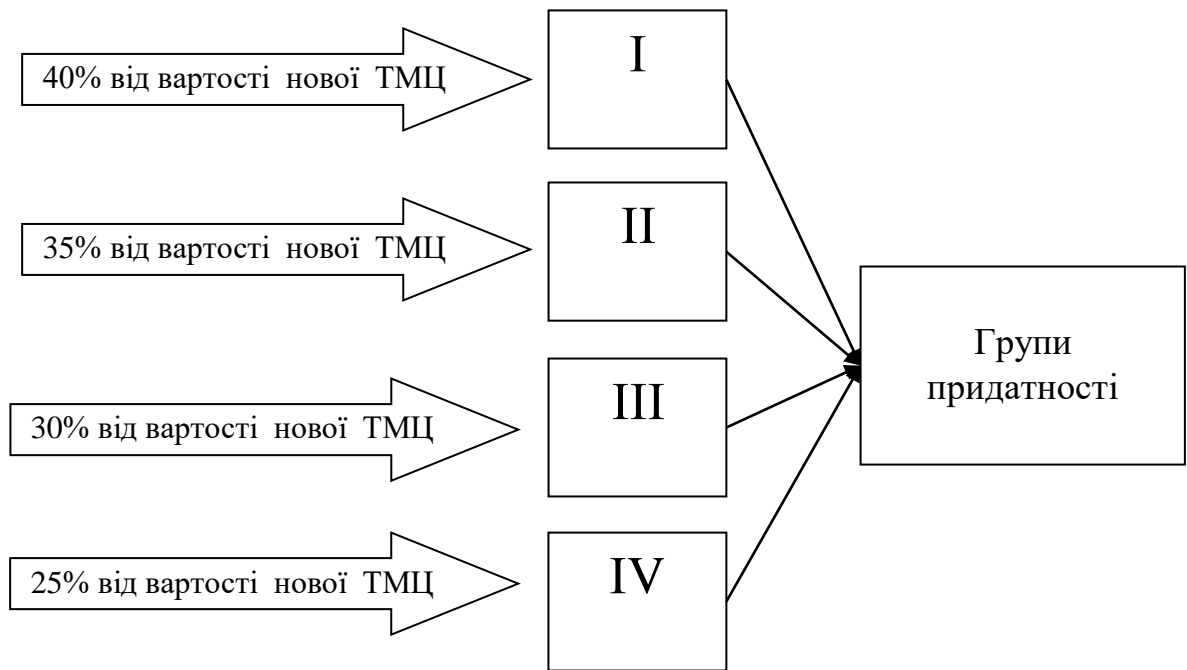 40% від вартості нової ТМЦ
I
35% від вартості нової ТМЦ
II
30% від вартості нової ТМЦ
III
25% від вартості нової ТМЦ
IV
Групи
придатності